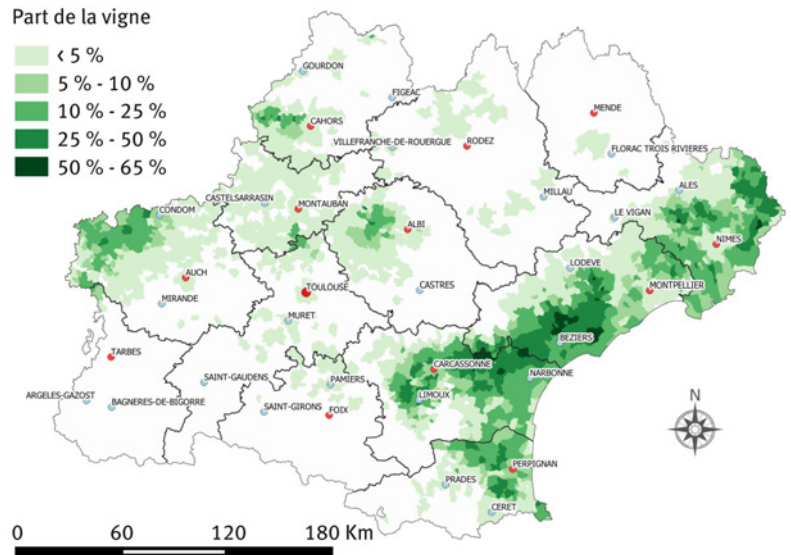 Part de la vigne
< 5 %
5 % - 10 %
10 % - 25 %
25 % - 50 %
50 % - 65 %
GOURDON
FIGEAC
CAHORS
MENDE
VILLEFRANCHE-DE-ROUERGUE
RODEZ
FLORAC TROIS RIVIERES
CASTELSARRASIN
MONTAUBAN
MILLAU
ALES
CONDOM
LE VIGAN
ALBI
NIMES
AUCH
LODEVE
TOULOUSE
CASTRES
MONTPELLIER
MIRANDE
MURET
BEZIERS
TARBES
CARCASSONNE
NARBONNE
SAINT-GAUDENS
PAMIERS
ARGELES-GAZOST
BAGNERES-DE-BIGORRE
LIMOUX
SAINT-GIRONS
FOIX
N
PERPIGNAN
PRADES
CERET
0 60 120 180 Km